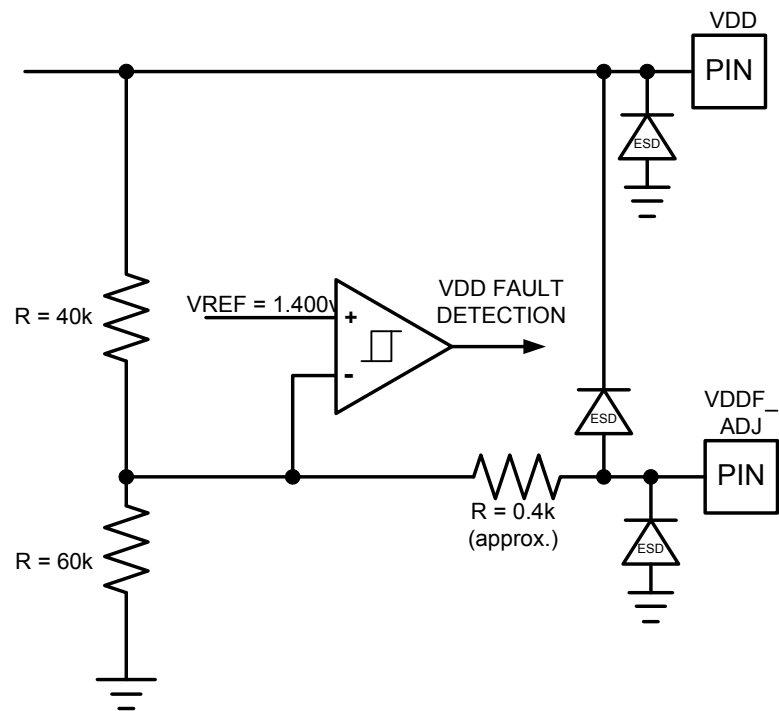 VDD
PIN
ESD
R = 40k
VREF = 1.400v
+
-
VDD FAULT
DETECTION
ESD
VDDF_
ADJ
PIN
R = 0.4k
(approx.)
ESD
R = 60k